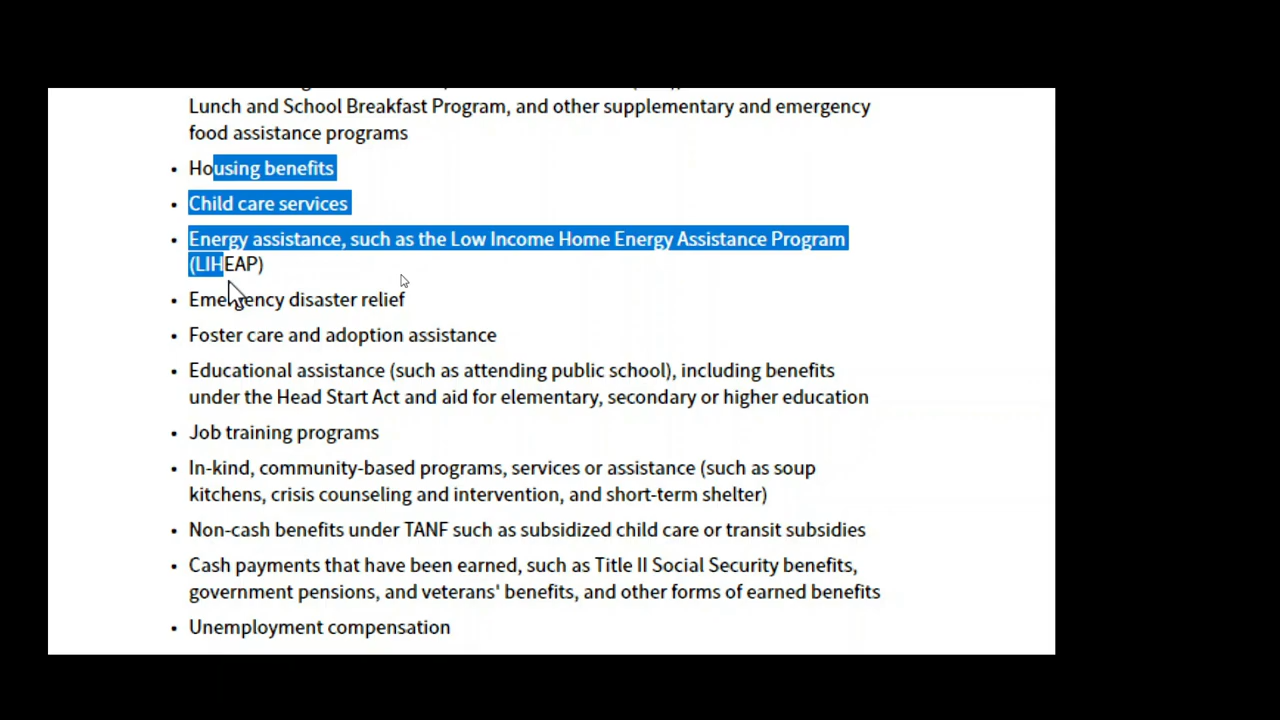 Lunch and School Breakfast Program, and other supplementary and emergency
food assistance programs
• Housing benefits
• Child care services
• Energy assistance, such as the Low Income Home Energy Assistance Program
(LIHEAP)
• Emergency disaster relief
• Foster care and adoption assistance
• Educational assistance (such as attending public school), including benefits
under the Head Start Act and aid for elementary, secondary or higher education
• Job training programs
• In-kind, community-based programs, services or assistance (such as soup
kitchens, crisis counseling and intervention, and short-term shelter)
• Non-cash benefits under TANF such as subsidized child care or transit subsidies
• Cash payments that have been earned, such as Title II Social Security benefits,
government pensions, and veterans' benefits, and other forms of earned benefits
• Unemployment compensation